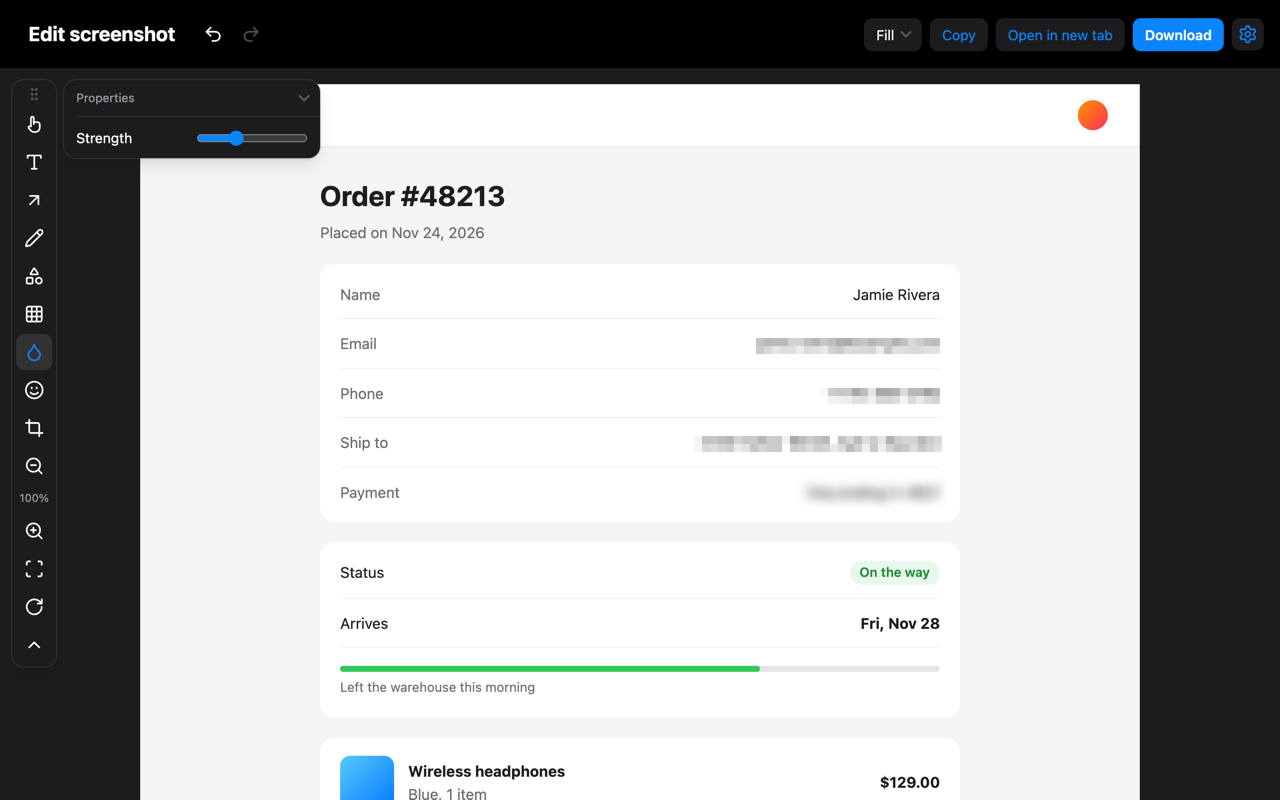 Edit screenshot
Fill
Copy
Open in new tab
Download
Properties
Strength
100%
Order #48213
Placed on Nov 24, 2026
Name Jamie Rivera
Email
Phone
Ship to
Payment
Status On the way
Arrives Fri, Nov 28
Left the warehouse this morning
Wireless headphones
$129.00
Blue, 1 item